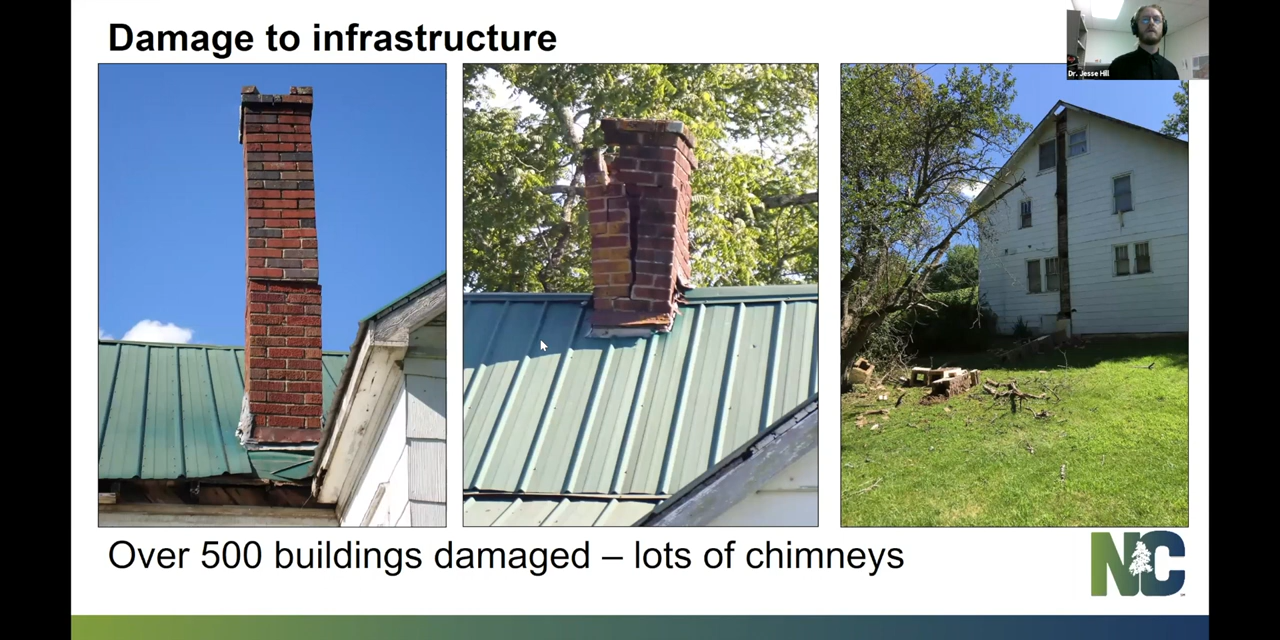 Damage to infrastructure
Dr. Jesse Hill
Over 500 buildings damaged – lots of chimneys
NC